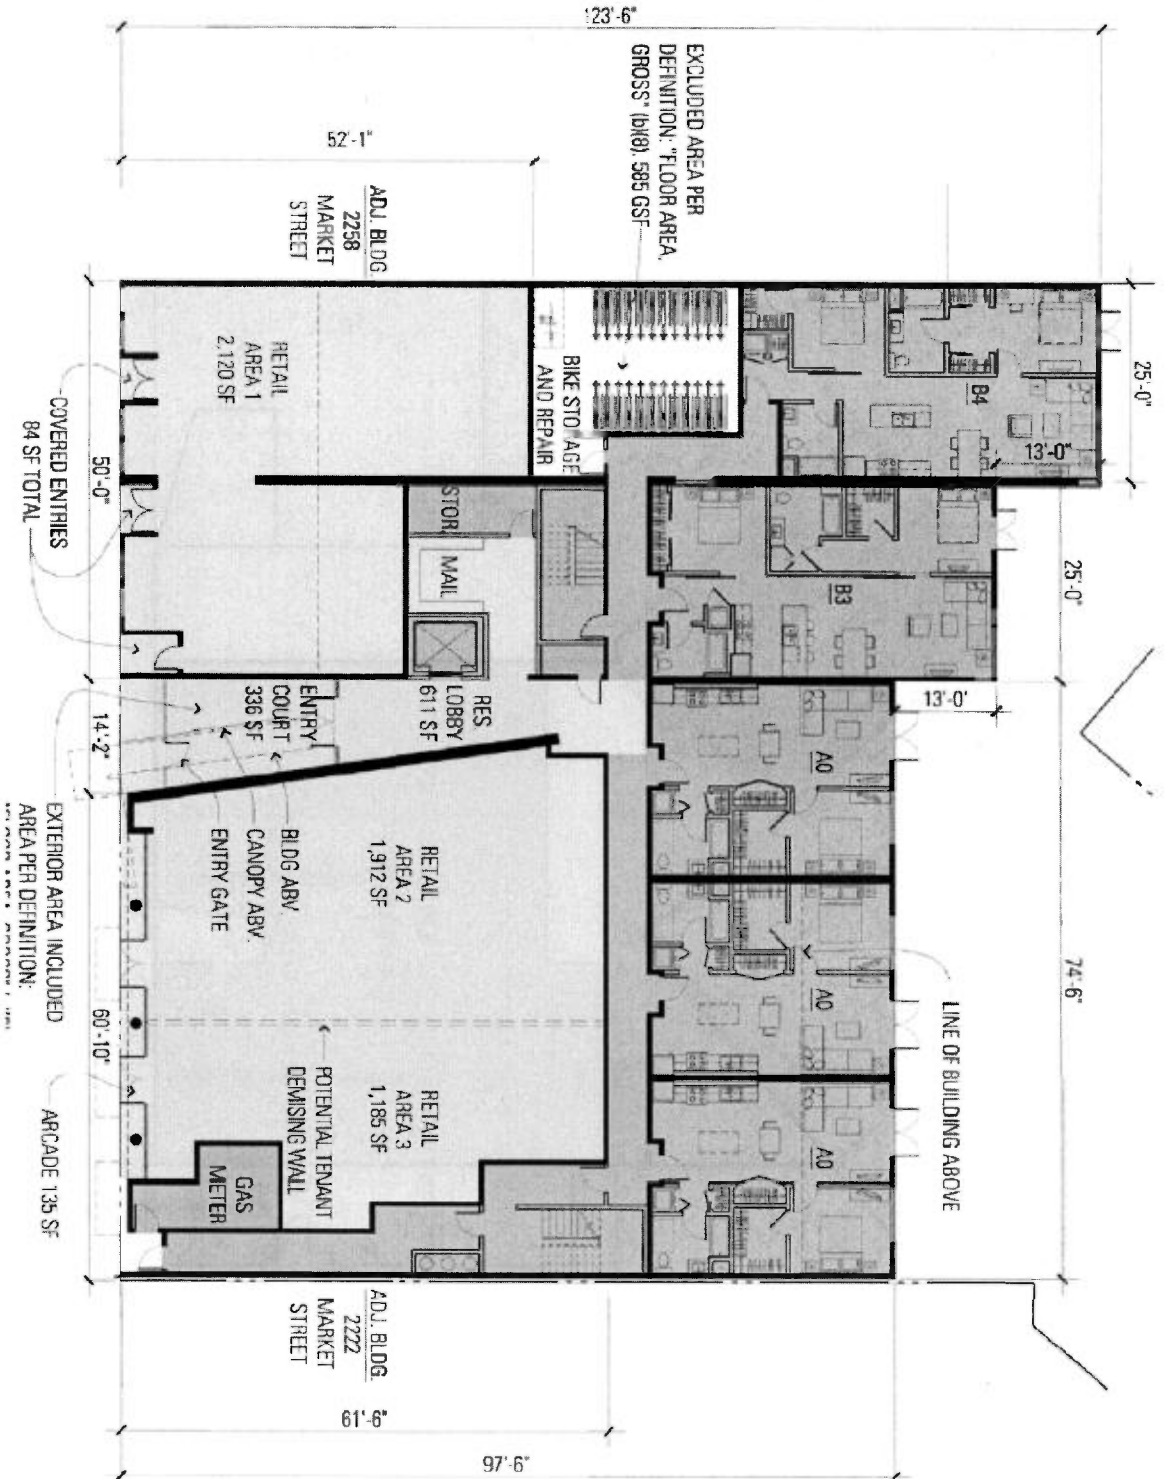 123'-6"
EXCLUDED AREA PER
DEFINITION: "FLOOR AREA,
GROSS" (b)(8). 585 GSF
52'-1"
ADJ. BLDG.
2258
MARKET
STREET
25'-0"
RETAIL
AREA 1
2,120 SF
BIKE STORAGE
AND REPAIR
B4
13'-0"
COVERED ENTRIES
84 SF TOTAL
50'-0"
STOR.
MAIL
B3
25'-0"
RES
LOBBY
611 SF
ENTRY
COURT
336 SF
13'-0"
14'-2"
A0
BLDG ABV
CANOPY ABV.
ENTRY GATE
RETAIL
AREA 2
1,912 SF
EXTERIOR AREA INCLUDED
AREA PER DEFINITION:
A0
74'-6"
LINE OF BUILDING ABOVE
60'-10"
POTENTIAL TENANT
DEMISING WALL
RETAIL
AREA 3
1,185 SF
A0
ARCADE 135 SF
GAS
METER
ADJ. BLDG.
2222
MARKET
STREET
61'-6"
97'-6"